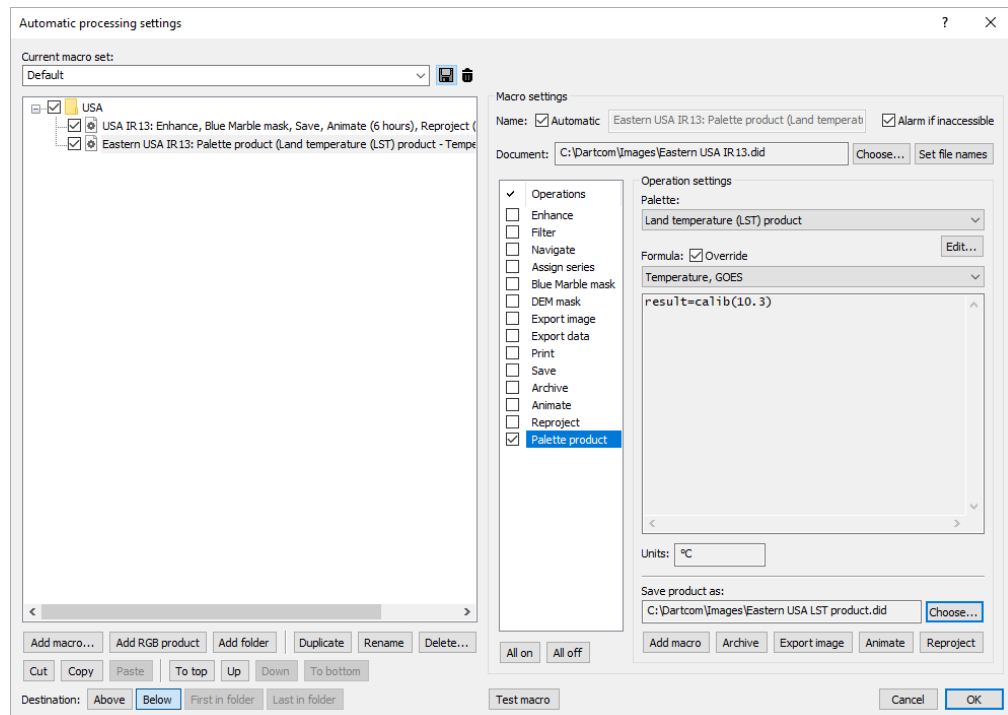 Automatic processing settings
?
Current macro set:
Default
USA
USA IR13: Enhance, Blue Marble mask, Save, Animate (6 hours), Reproject (
Eastern USA IR13: Palette product (Land temperature (LST) product - Tempe
Add macro...
Add RGB product
Add folder
Duplicate
Rename
Delete...
Cut
Copy
Paste
To top
Up
Down
To bottom
Destination:
Above
Below
First in folder
Last in folder
Macro settings
Name:
Automatic
Eastern USA IR13: Palette product (Land temperati
Alarm if inaccessible
Document:
C:\Dartcom\Images\Eastern USA IR13.did
Choose...
Set file names
Operations
Enhance
Filter
Navigate
Assign series
Blue Marble mask
DEM mask
Export image
Export data
Print
Save
Archive
Animate
Reproject
Palette product
All on
All off
Operation settings
Palette:
Land temperature (LST) product
Edit...
Formula:
Override
Temperature, GOES
result=calib(10.3)
Units:
ºC
Save product as:
C:\Dartcom\Images\Eastern USA LST product.did
Choose...
Add macro
Archive
Export image
Animate
Reproject
Test macro
Cancel
OK